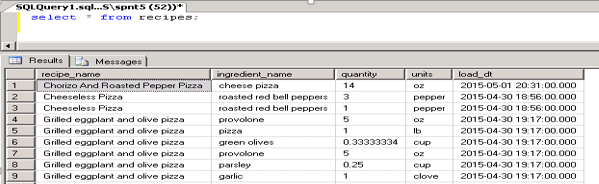 SQLQuery1.sql...S\spnt5 (52))*
select * from recipes;
Results Messages
recipe_name ingredient_name quantity units load_dt
1 Chorizo And Roasted Pepper Pizza cheese pizza 14 oz 2015-05-01 20:31:00.000
2 Cheeseless Pizza roasted red bell peppers 3 pepper 2015-04-30 18:56:00.000
3 Cheeseless Pizza roasted red bell peppers 1 pepper 2015-04-30 18:56:00.000
4 Grilled eggplant and olive pizza provolone 5 oz 2015-04-30 19:17:00.000
5 Grilled eggplant and olive pizza pizza 1 lb 2015-04-30 19:17:00.000
6 Grilled eggplant and olive pizza green olives 0.33333334 cup 2015-04-30 19:17:00.000
7 Grilled eggplant and olive pizza provolone 5 oz 2015-04-30 19:17:00.000
8 Grilled eggplant and olive pizza parsley 0.25 cup 2015-04-30 19:17:00.000
9 Grilled eggplant and olive pizza garlic 1 clove 2015-04-30 19:17:00.000